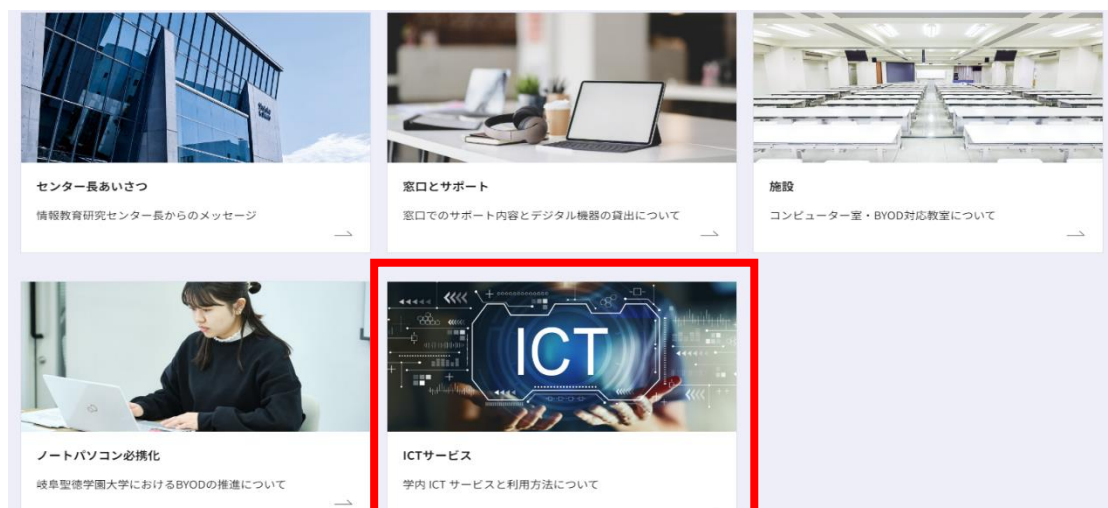 センター長あいさつ
情報教育研究センター長からのメッセージ
窓口とサポート
窓口でのサポート内容とデジタル機器の貸出について
施設
コンピューター室・BYOD対応教室について
ICT
ノートパソコン必携化
岐阜聖徳学園大学におけるBYODの推進について
ICTサービス
学内 ICT サービスと利用方法について